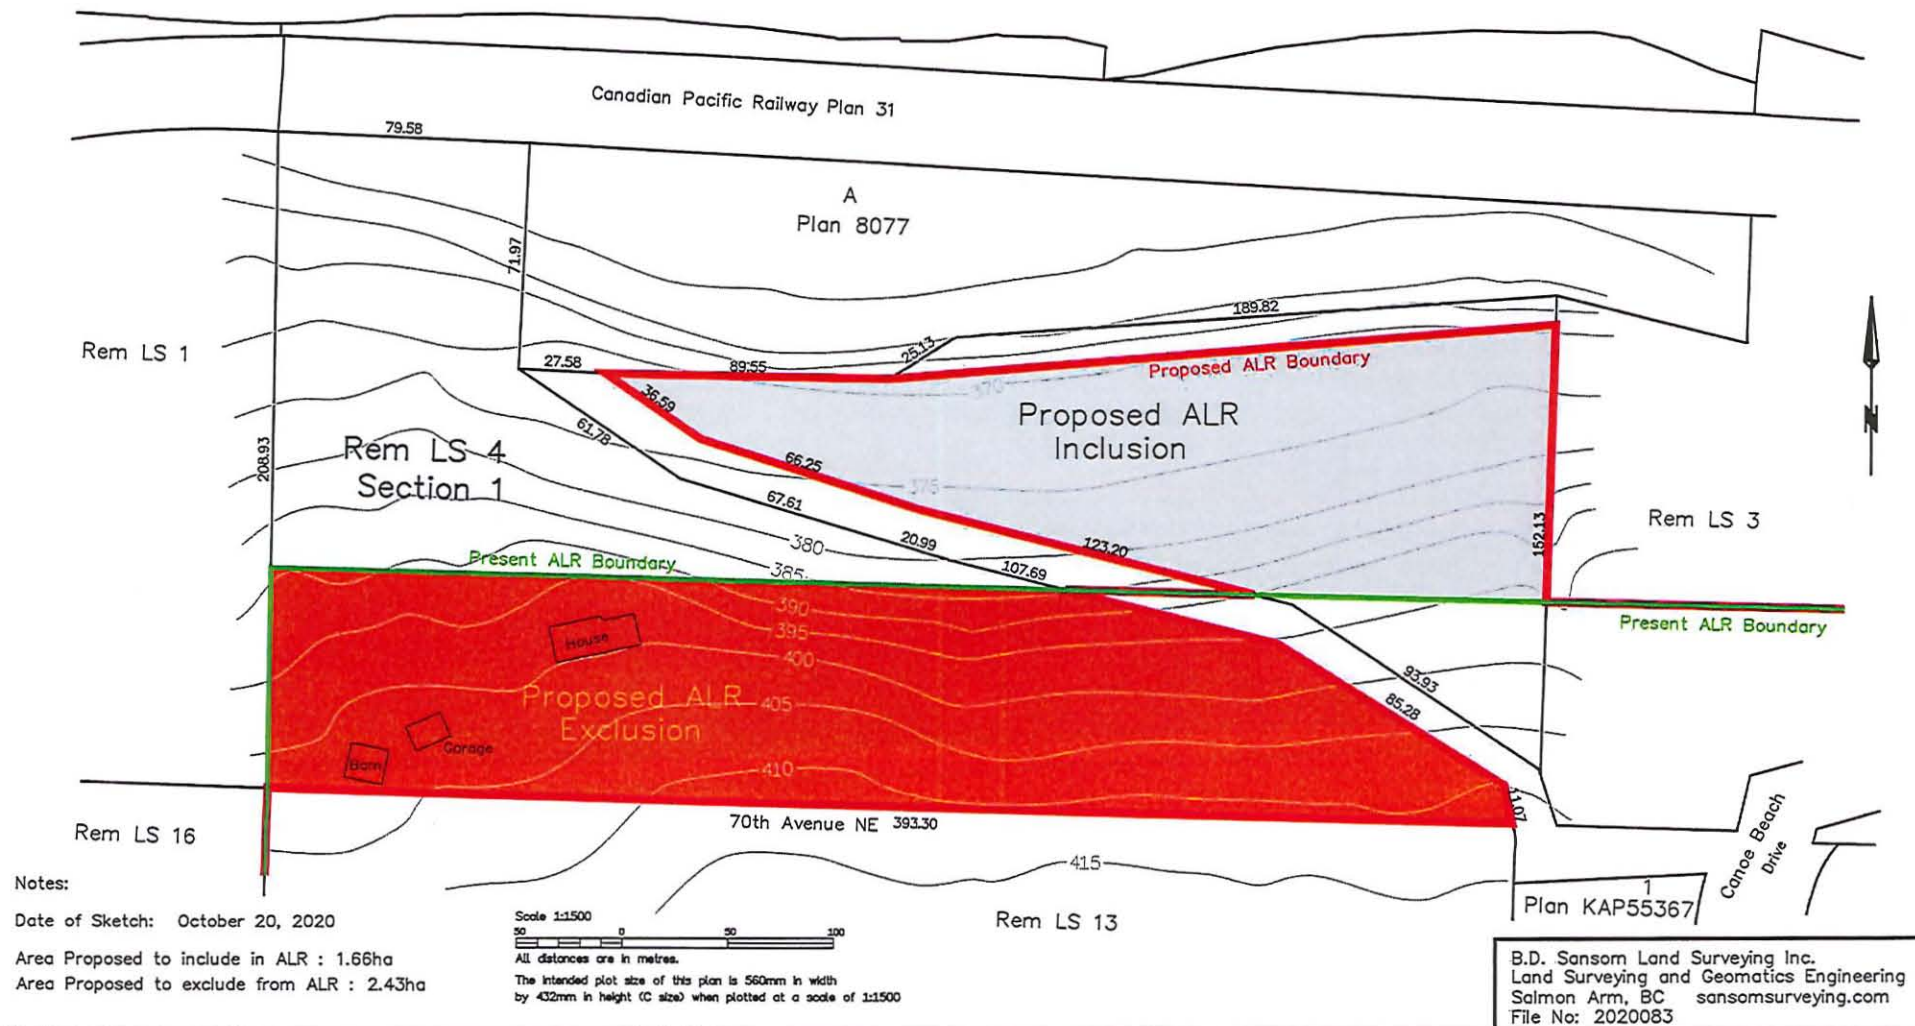 Canadian Pacific Railway Plan 31
79.58
A
Plan 8077
71.97
189.82
25.13
Rem LS 1
27.58
89.55
Proposed ALR Boundary
370
36.59
Proposed ALR
Inclusion
61.78
208.93
Rem LS 4
Section 1
66.25
375
67.61
N
Rem LS 3
152.13
20.99
123.20
380
Present ALR Boundary
385
107.69
390
House
395
400
Present ALR Boundary
93.93
85.28
Proposed ALR
Exclusion
405
Garage
Barn
410
11.07
70th Avenue NE 393.30
Rem LS 16
415
Canoe Beach
Drive
1
Plan KAP55367
Rem LS 13
Notes:
Date of Sketch: October 20, 2020
Area Proposed to include in ALR : 1.66ha
Area Proposed to exclude from ALR : 2.43ha
Scale 1:1500
50 0 50 100
All distances are in metres.
The intended plot size of this plan is 560mm in width
by 432mm in height (C size) when plotted at a scale of 1:1500
B.D. Sansom Land Surveying Inc.
Land Surveying and Geomatics Engineering
Salmon Arm, BC sansomsurveying.com
File No: 2020083